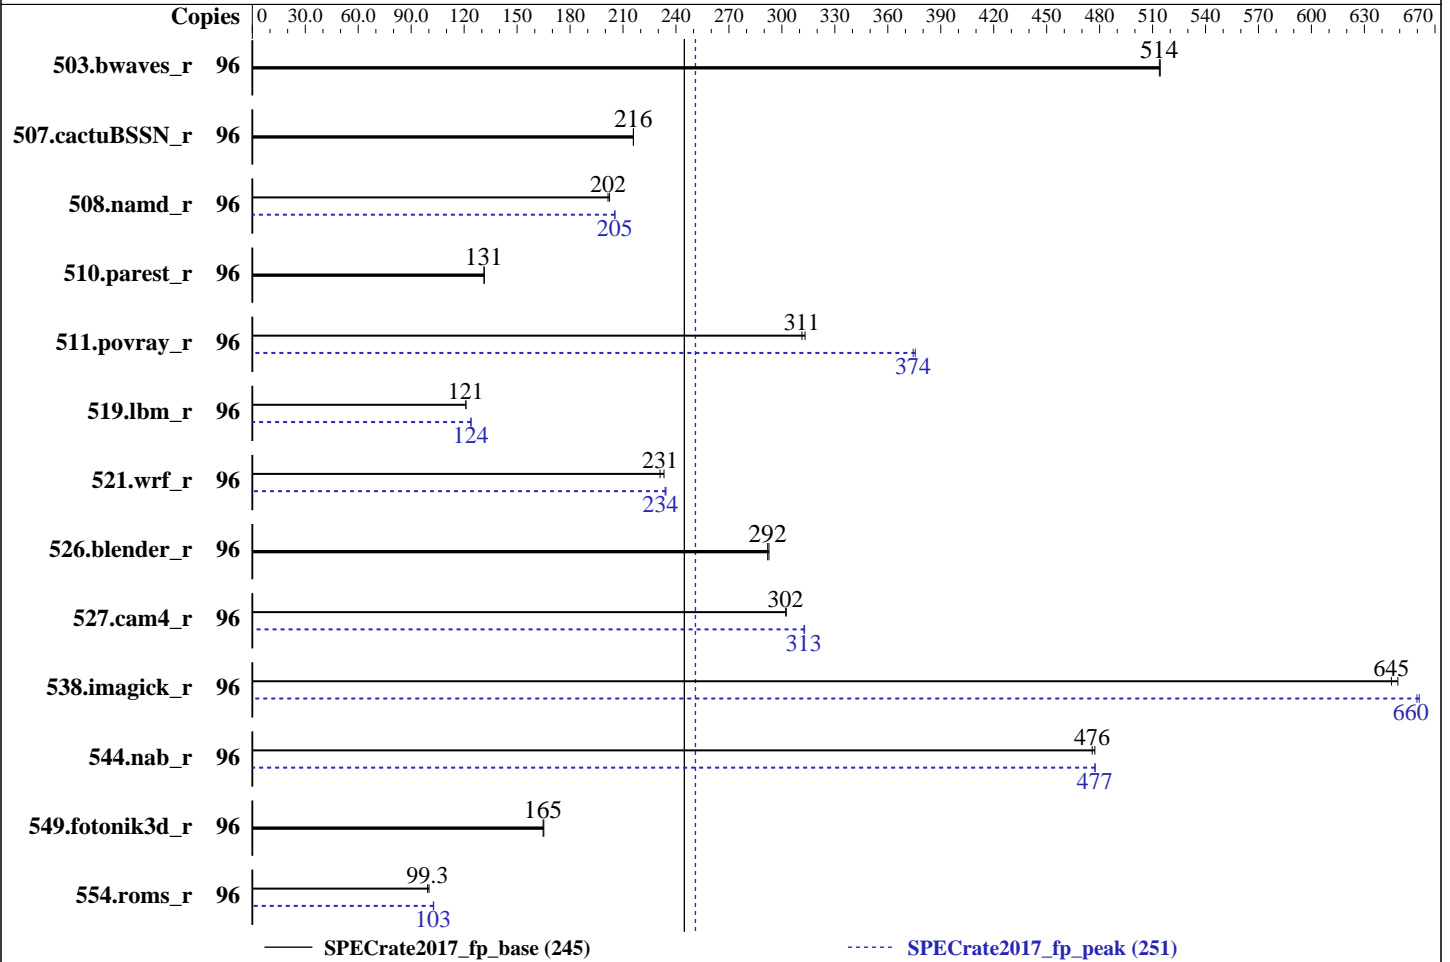 Copies 0 30.0 60.0 90.0 120 150 180 210 240 270 300 330 360 390 420 450 480 510 540 570 600 630 670
503.bwaves_r 96 514
507.cactuBSSN_r 96 216
508.namd_r 96 202
205
510.parest_r 96 131
511.povray_r 96 311
374
519.lbm_r 96 121
124
521.wrf_r 96 231
234
526.blender_r 96 292
527.cam4_r 96 302
313
538.imagick_r 96 645
660
544.nab_r 96 476
477
549.fotonik3d_r 96 165
554.roms_r 96 99.3
103
SPECrate2017_fp_base (245) SPECrate2017_fp_peak (251)